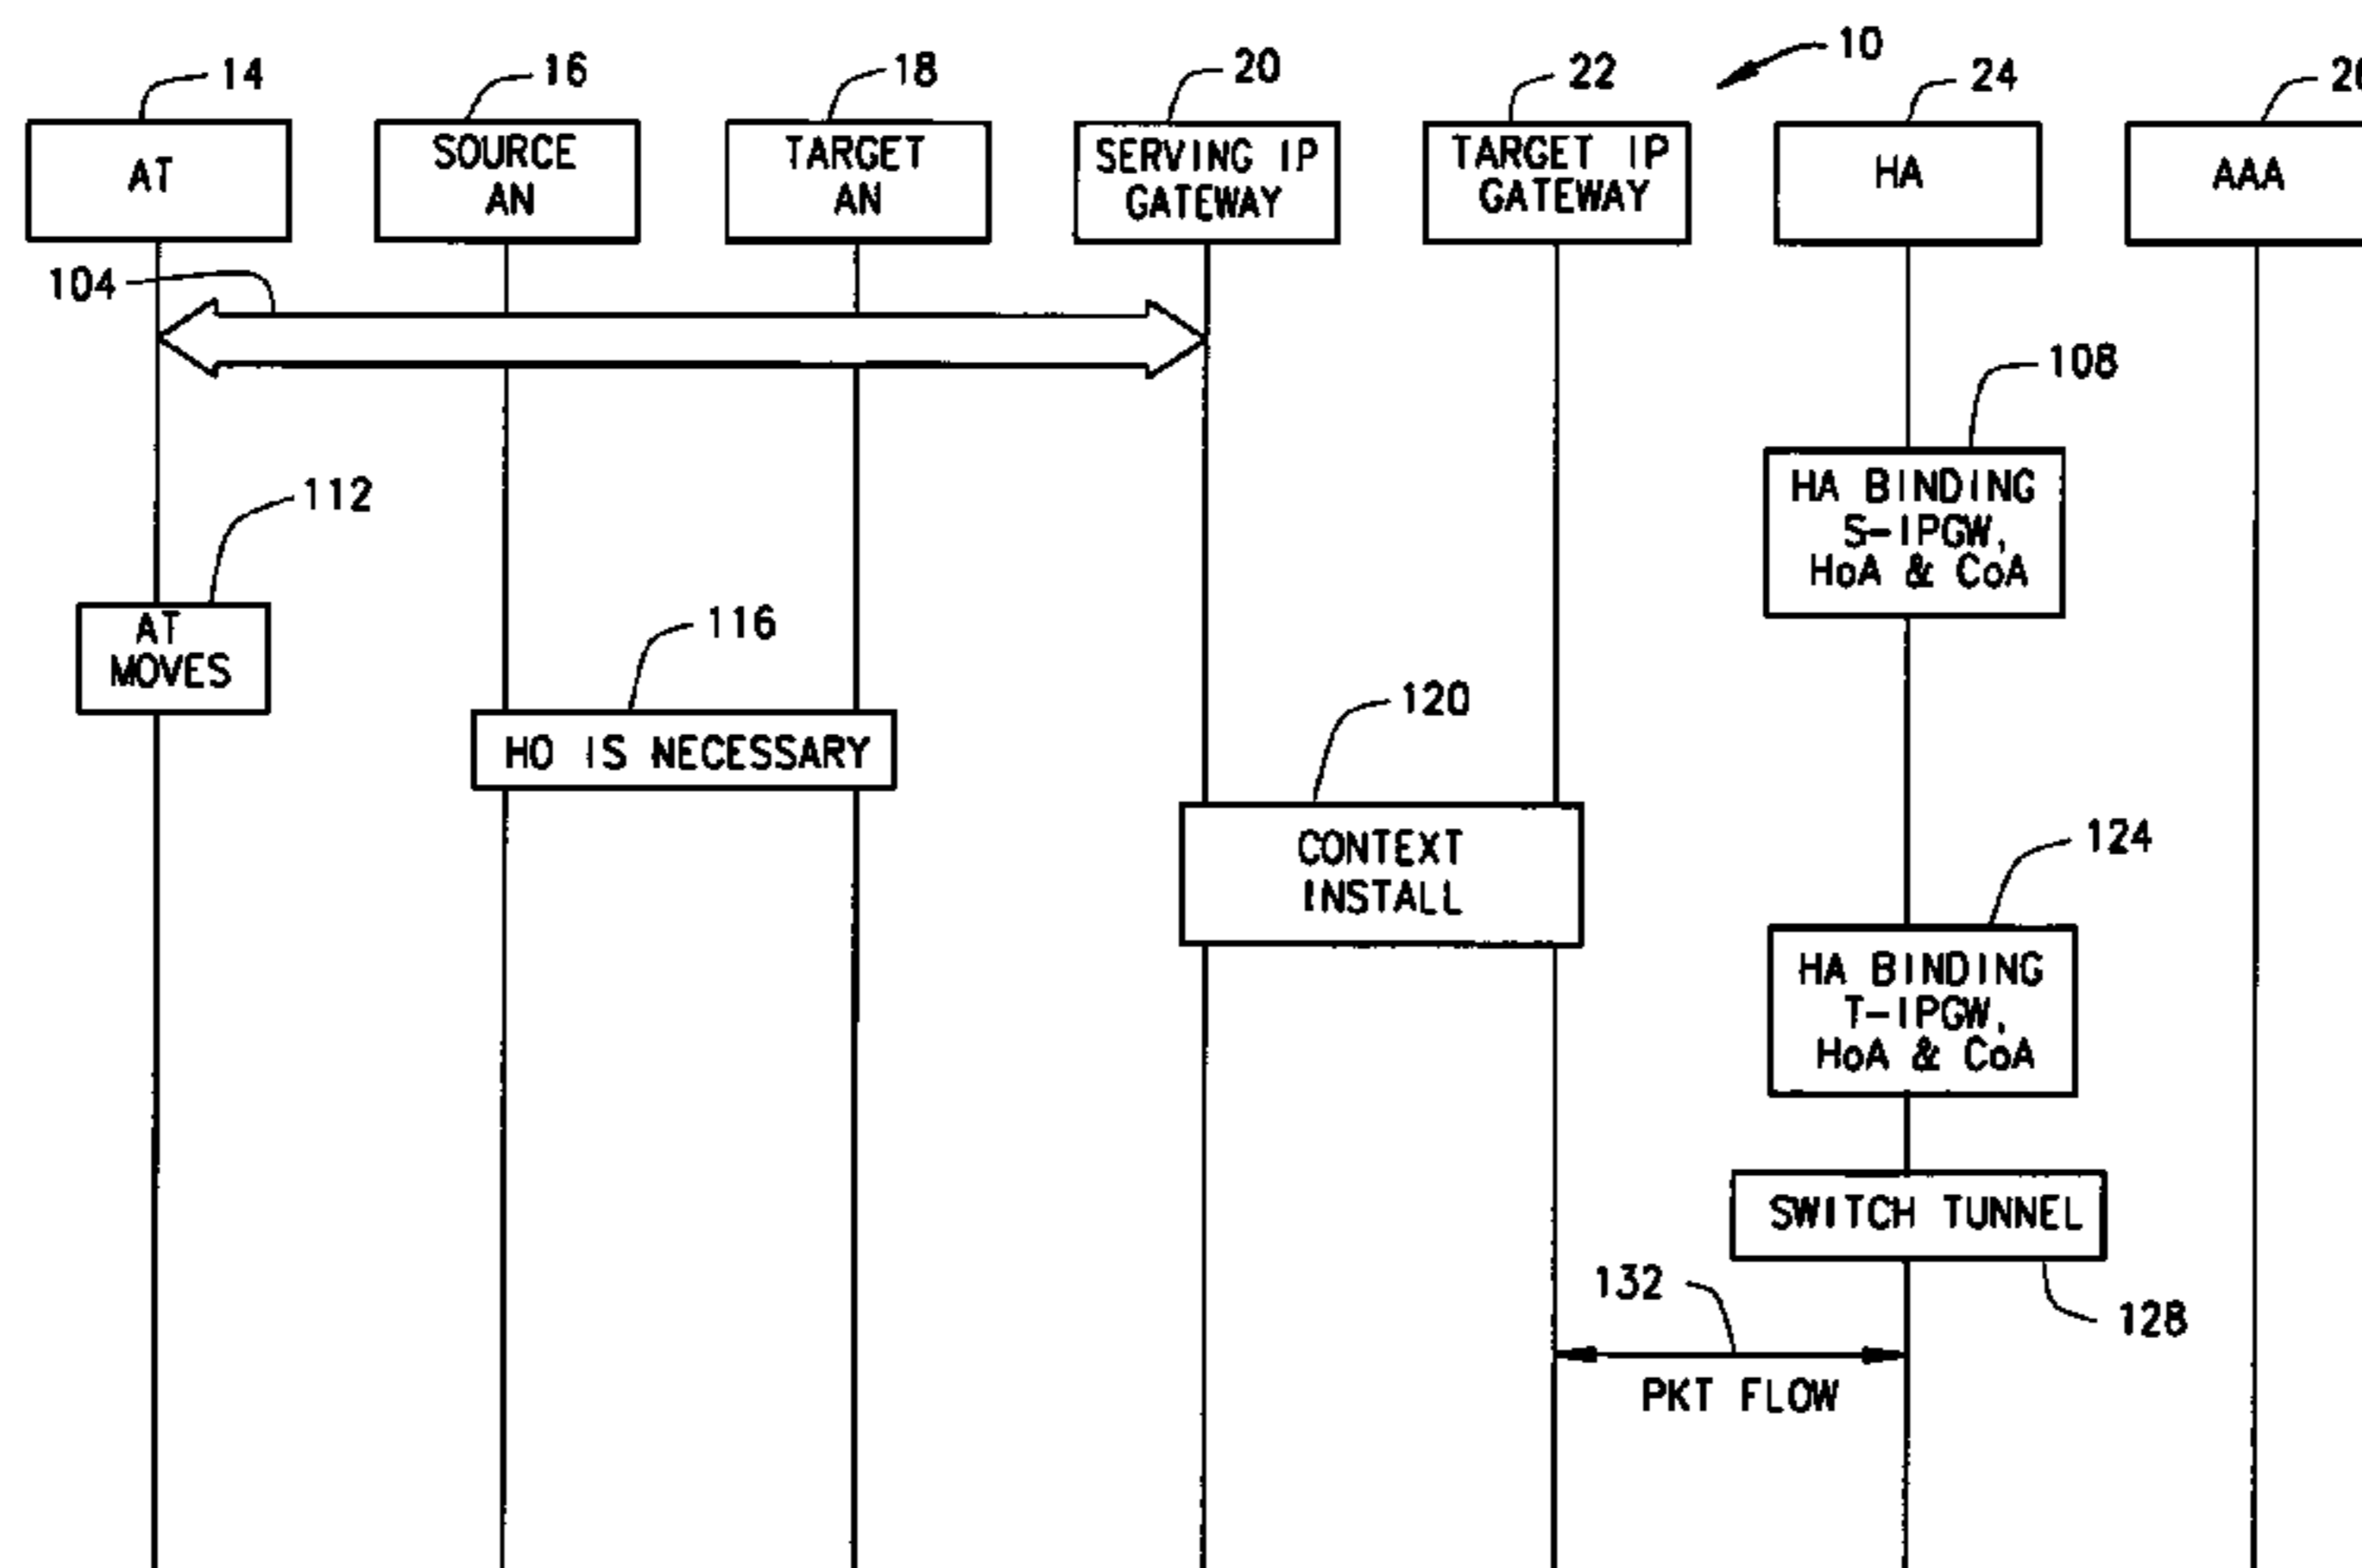 14
16
18
20
22
10
24
AT
SOURCE
AN
TARGET
AN
SERVING IP
GATEWAY
TARGET IP
GATEWAY
HA
AAA
104
108
HA BINDING
S-IPGW,
HoA & CoA
112
AT
MOVES
116
HO IS NECESSARY
120
CONTEXT
INSTALL
124
HA BINDING
T-IPGW,
HoA & CoA
SWITCH TUNNEL
128
132
PKT FLOW